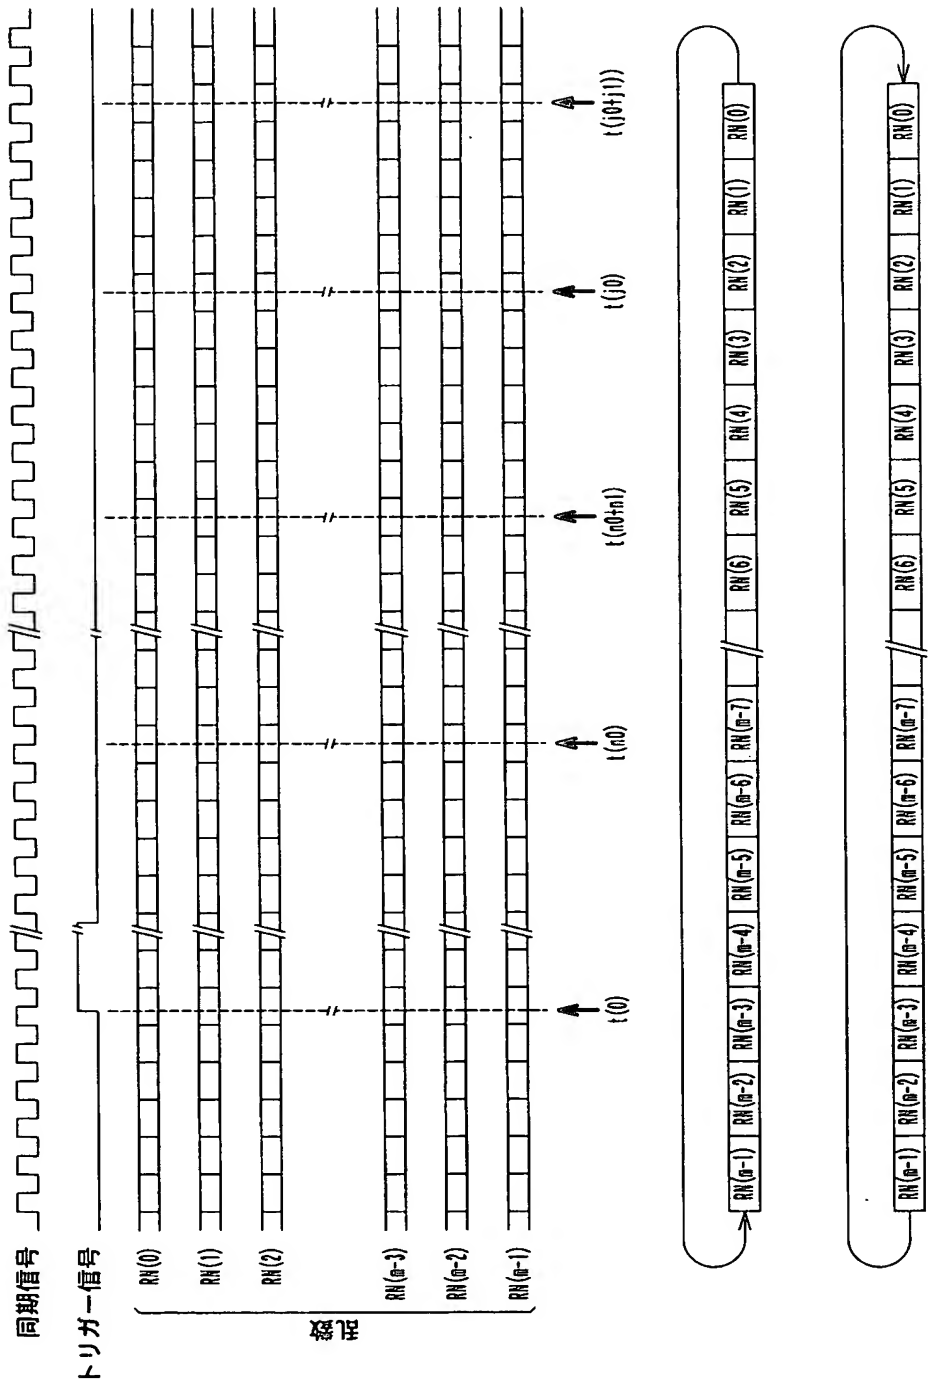 同期信号
トリガー信号
乱数
RN(0)
RN(1)
RN(2)
RN(m-3)
RN(m-2)
RN(m-1)
t(0)
t(n0)
t(n0+n1)
t(j0)
t(j0+j1))
RN(m-1) RN(m-2) RN(m-3) RN(m-4) RN(m-5) RN(m-6) RN(m-7) RN(6) RN(5) RN(4) RN(3) RN(2) RN(1) RN(0)
RN(m-1) RN(m-2) RN(m-3) RN(m-4) RN(m-5) RN(m-6) RN(m-7) RN(6) RN(5) RN(4) RN(3) RN(2) RN(1) RN(0)